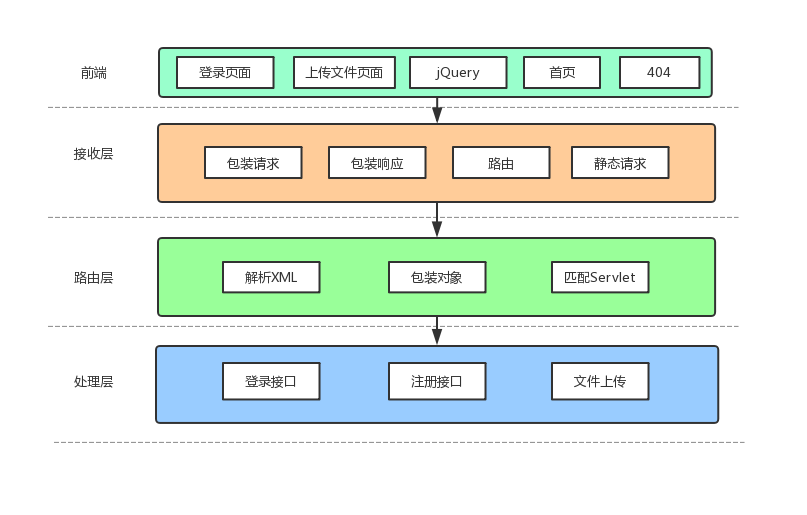 前端
登录页面
上传文件页面
jQuery
首页
404
接收层
包装请求
包装响应
路由
静态请求
路由层
解析XML
包装对象
匹配Servlet
处理层
登录接口
注册接口
文件上传